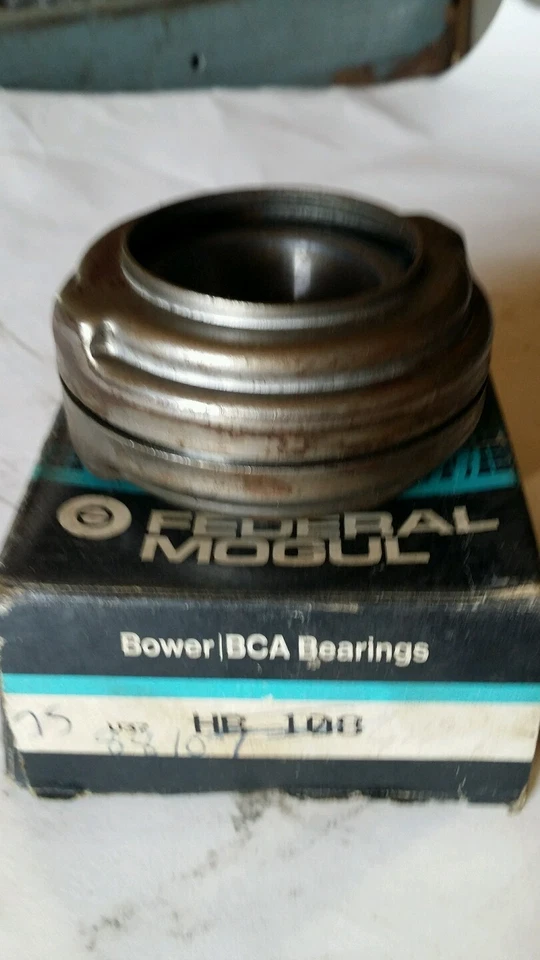 FEDERAL
MOGUL
Bower|BCA Bearings
HB 108